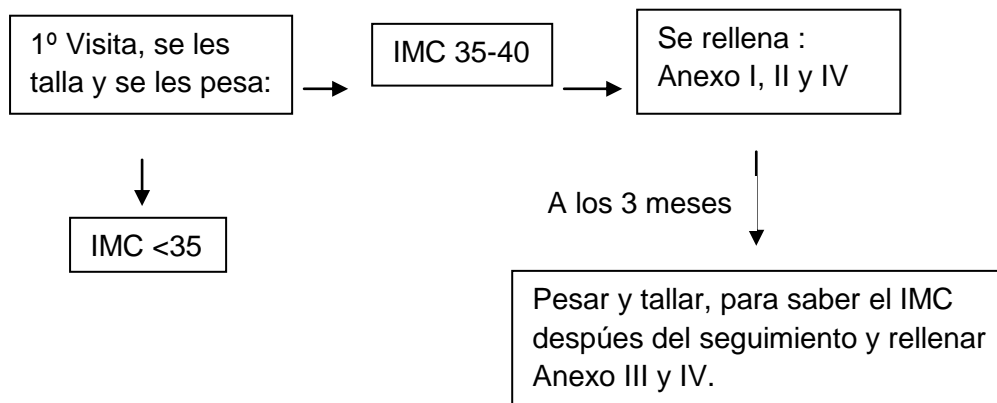 1º Visita, se les
talla y se les pesa:
IMC 35-40
Se rellena :
Anexo I, II y IV
A los 3 meses
IMC <35
Pesar y tallar, para saber el IMC
despúes del seguimiento y rellenar
Anexo III y IV.